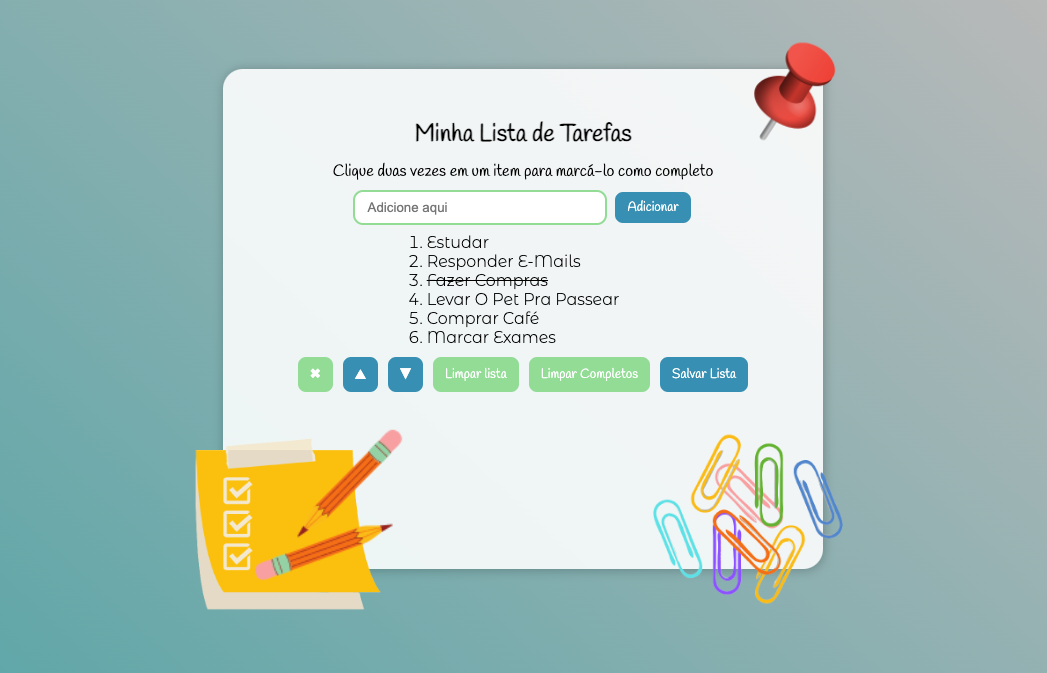 Minha Lista de Tarefas
Clique duas vezes em um item para marcá-lo como completo
Adicione aqui Adicionar
1. Estudar
2. Responder E-Mails
3. Fazer Compras
4. Levar O Pet Pra Passear
5. Comprar Café
6. Marcar Exames
✖ ▲ ▼ Limpar lista Limpar Completos Salvar Lista